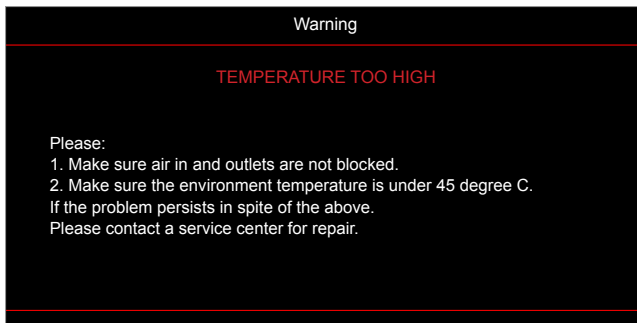 Warning
TEMPERATURE TOO HIGH
Please:
1. Make sure air in and outlets are not blocked.
2. Make sure the environment temperature is under 45 degree C.
If the problem persists in spite of the above.
Please contact a service center for repair.